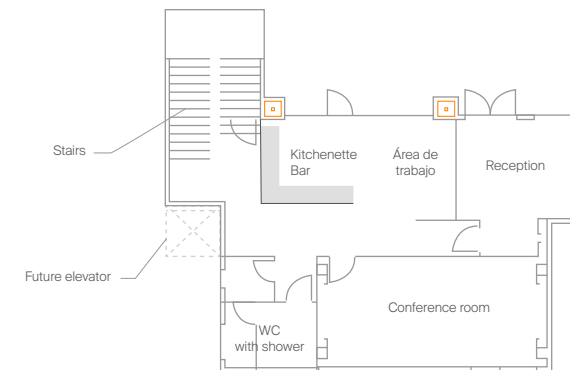 Stairs
Kitchenette
Bar
Área de
trabajo
Reception
Future elevator
Conference room
WC
with shower